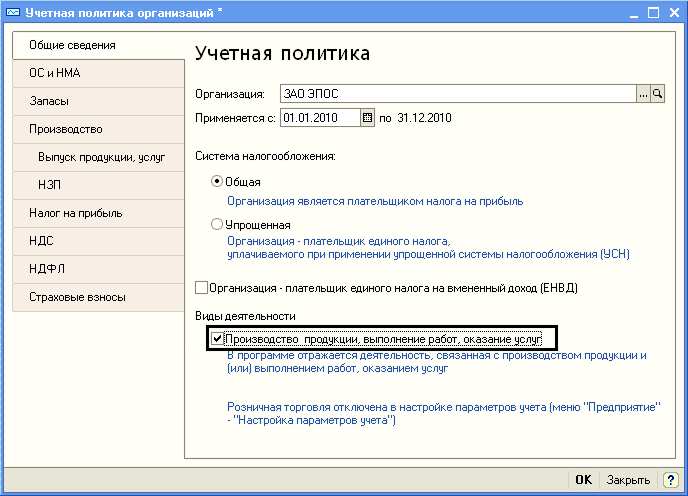 Учетная политика организаций *
Общие сведения
ОС и НМА
Запасы
Производство
Выпуск продукции, услуг
НЗП
Налог на прибыль
НДС
НДФЛ
Страховые взносы
Учетная политика
Организация: ЗАО ЭПОС ...
Применяется с: 01.01.2010 по 31.12.2010
Система налогообложения:
Общая
Организация является плательщиком налога на прибыль
Упрощенная
Организация - плательщик единого налога,
уплачиваемого при применении упрощенной системы налогообложения (УСН)
Организация - плательщик единого налога на вмененный доход (ЕНВД)
Виды деятельности
Производство продукции, выполнение работ, оказание услуг
В программе отражается деятельность, связанная с производством продукции и
(или) выполнением работ, оказанием услуг
Розничная торговля отключена в настройке параметров учета (меню "Предприятие"
- "Настройка параметров учета")
OK Закрыть ?